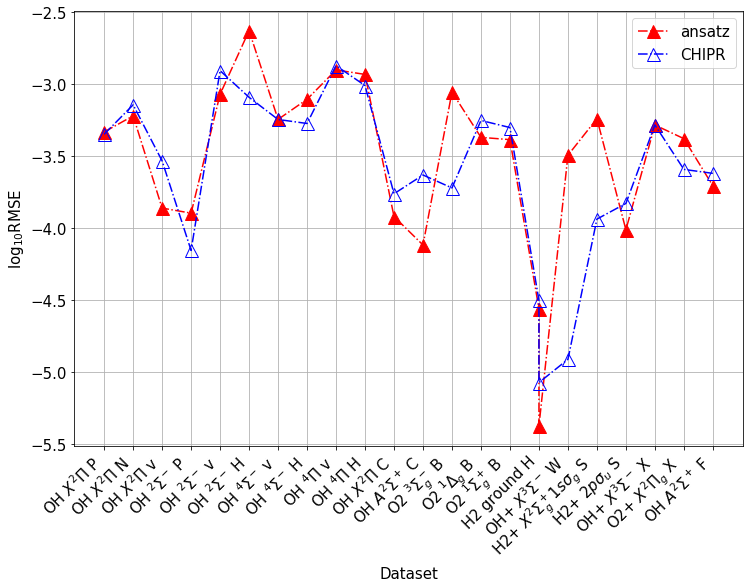 −2.5
−3.0
−3.5
−4.0
−4.5
−5.0
−5.5
log₁₀RMSE
ansatz
CHIPR
OH X²Π P
OH X²Π N
OH X²Π v
OH ²Σ⁻ P
OH ²Σ⁻ v
OH ²Σ⁻ H
OH ⁴Σ⁻ v
OH ⁴Σ⁻ H
OH ⁴Π v
OH ⁴Π H
OH X²Π C
OH A²Σ⁺ C
O2 ³Σg⁻ B
O2 ¹Δg B
O2 ¹Σg⁺ B
H2 ground H
OH+ X³Σ⁻ W
H2+ X²Σg⁺1sσg S
H2+ 2pσu S
OH+ X³Σ⁻ X
O2+ X²Πg X
OH A²Σ⁺ F
Dataset